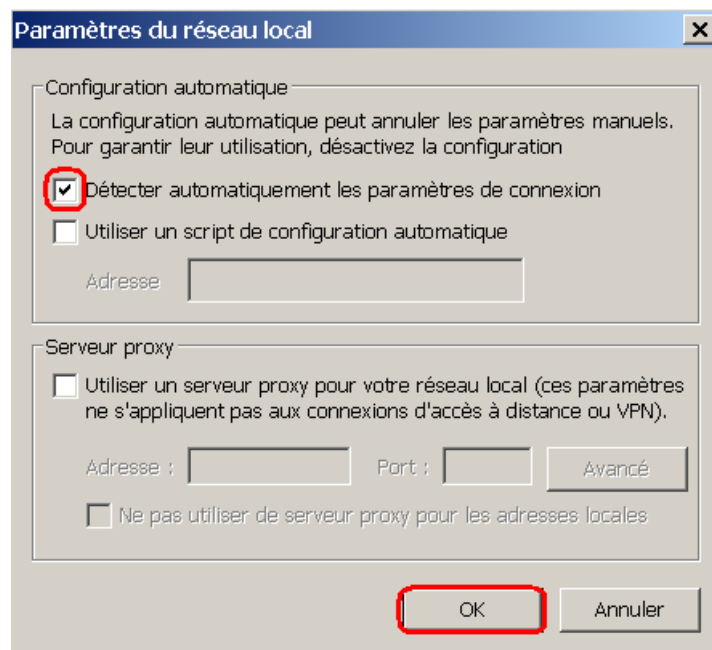 Paramètres du réseau local
Configuration automatique
La configuration automatique peut annuler les paramètres manuels.
Pour garantir leur utilisation, désactivez la configuration
Détecter automatiquement les paramètres de connexion
Utiliser un script de configuration automatique
Adresse
Serveur proxy
Utiliser un serveur proxy pour votre réseau local (ces paramètres
ne s'appliquent pas aux connexions d'accès à distance ou VPN).
Adresse : Port : Avancé
Ne pas utiliser de serveur proxy pour les adresses locales
OK Annuler